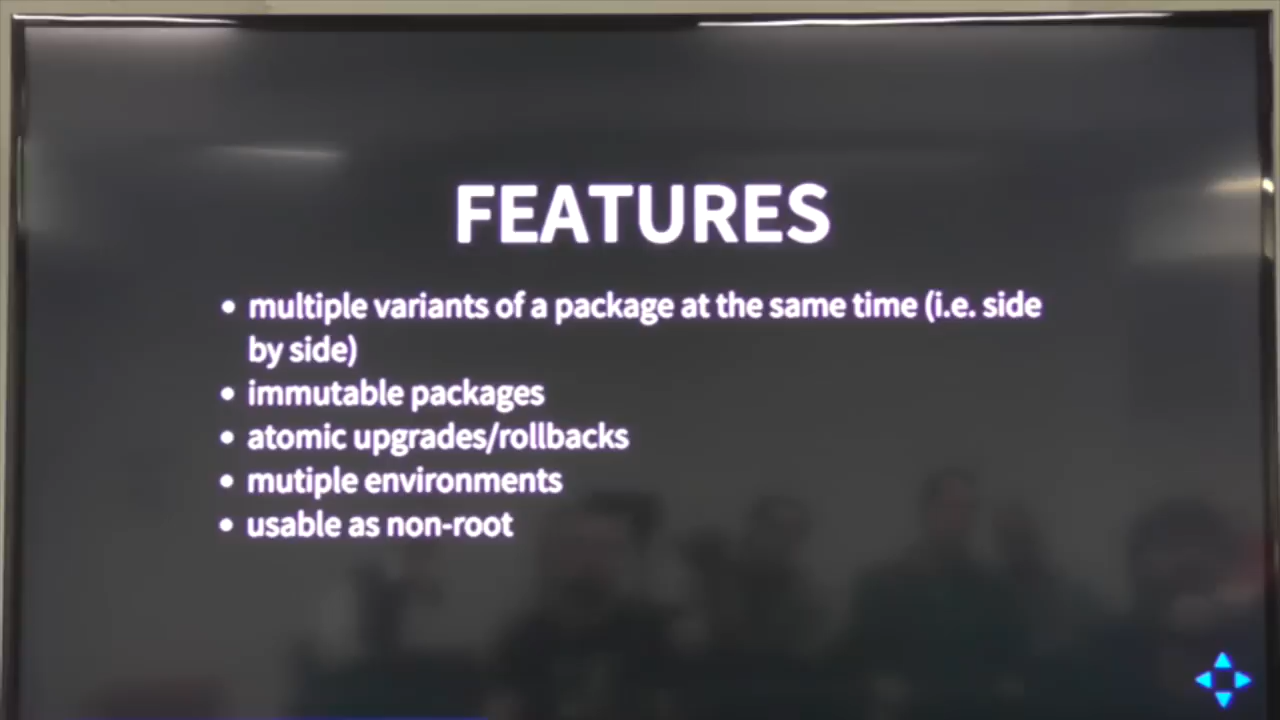 FEATURES
• multiple variants of a package at the same time (i.e. side
by side)
• immutable packages
• atomic upgrades/rollbacks
• mutiple environments
• usable as non-root